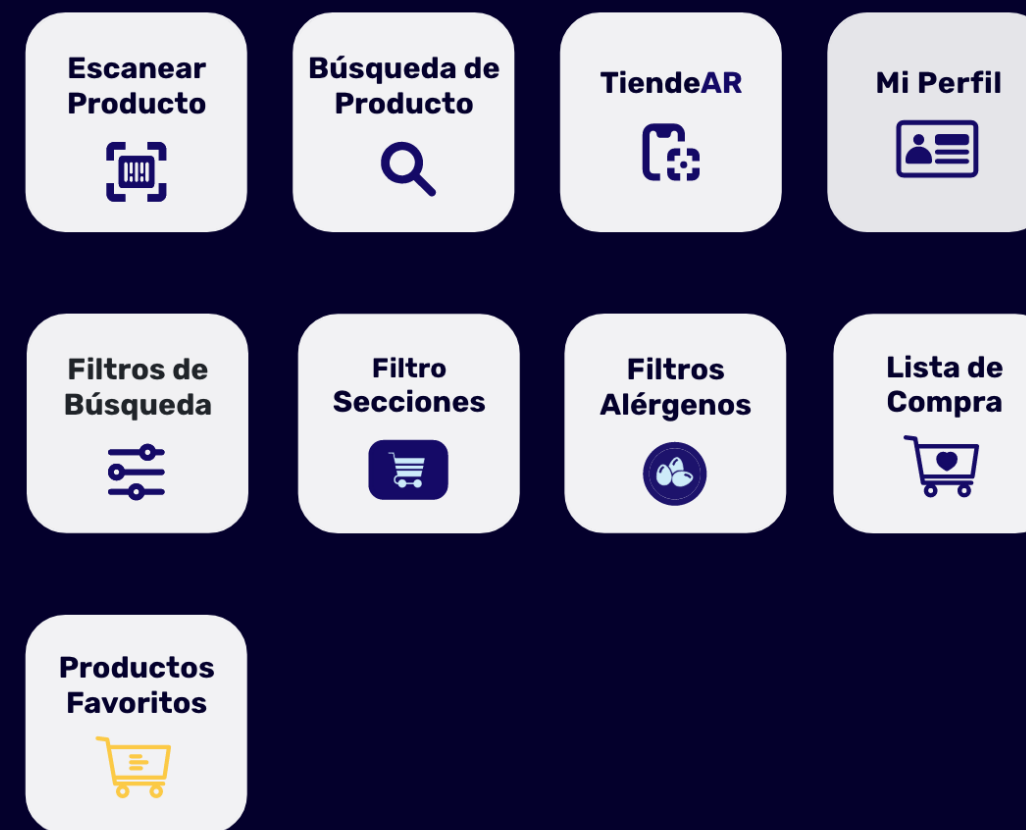 Escanear
Producto
Búsqueda de
Producto
TiendeAR
Mi Perfil
Filtros de
Búsqueda
Filtro
Secciones
Filtros
Alérgenos
Lista de
Compra
Productos
Favoritos